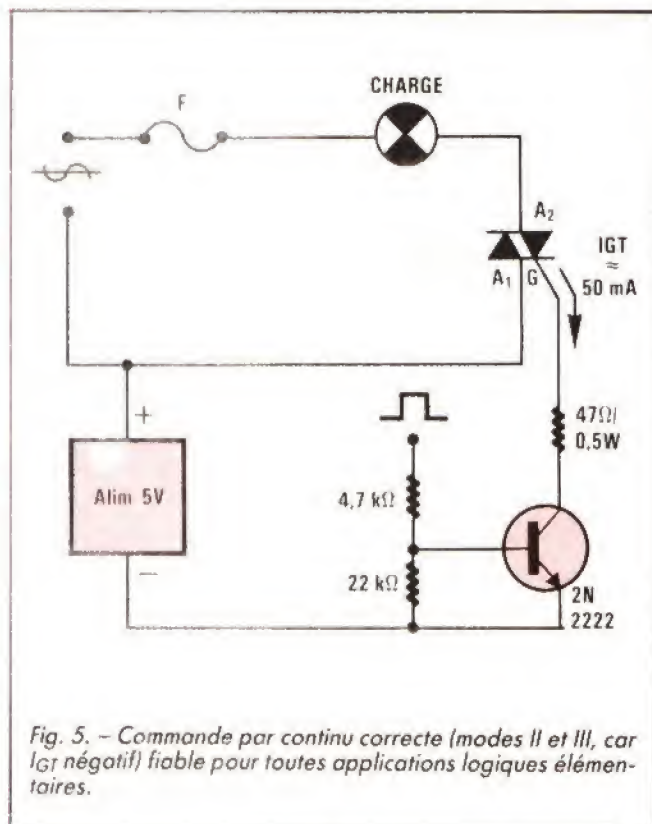 CHARGE
F
A₂
IGT
≈
50 mA
A₁ G
+
Alim 5V
−
47Ω/
0,5W
4,7 kΩ
22 kΩ
2N
2222
Fig. 5. – Commande par continu correcte (modes II et III, car
IGT négatif) fiable pour toutes applications logiques élémen-
taires.